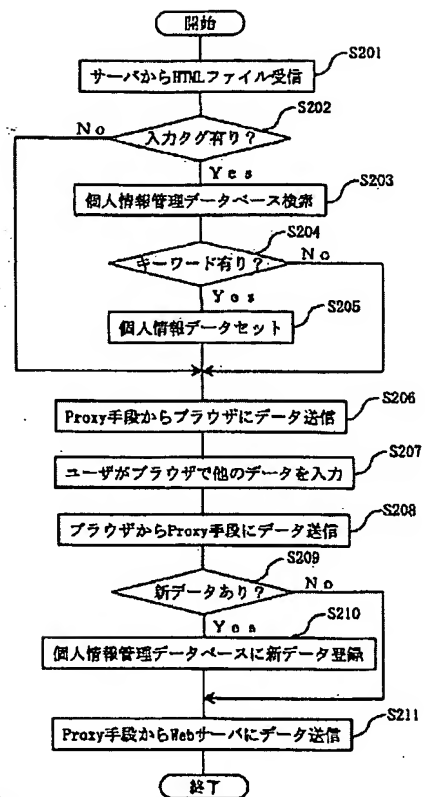 開始
S201
サーバからHTMLファイル受信
S202
No
入力タグ有り？
Yes
S203
個人情報管理データベース検索
S204
キーワード有り？
No
Yes
S205
個人情報データセット
S206
Proxy手段からブラウザにデータ送信
S207
ユーザがブラウザで他のデータを入力
S208
ブラウザからProxy手段にデータ送信
S209
新データあり？
No
Yes
S210
個人情報管理データベースに新データ登録
S211
Proxy手段からWebサーバにデータ送信
終了